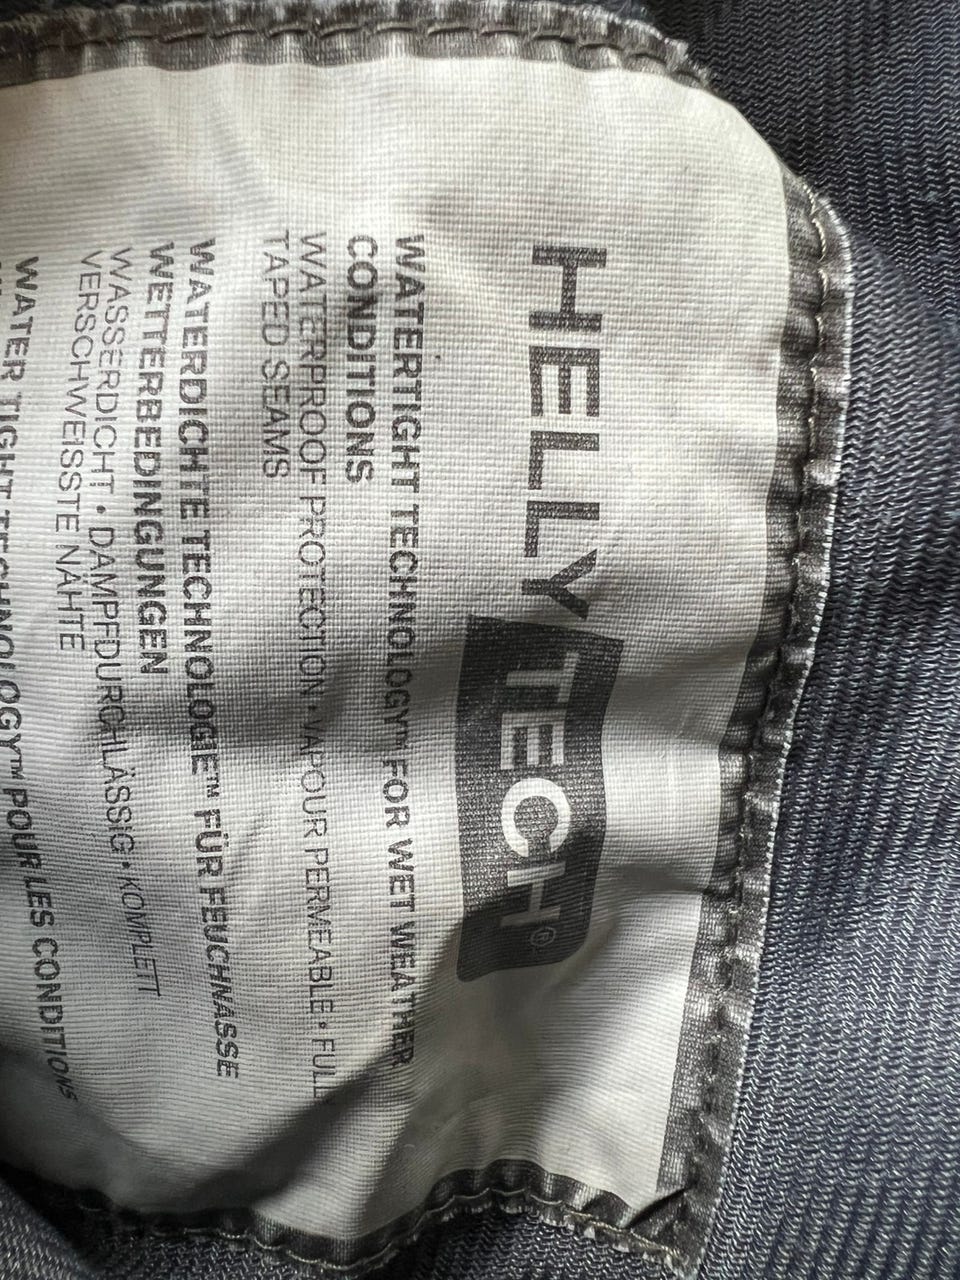 HELLY TECH®
WATERTIGHT TECHNOLOGY™ FOR WET WEATHER
CONDITIONS
WATERPROOF PROTECTION • VAPOUR PERMEABLE • FULL
TAPED SEAMS
WATERDICHTE TECHNOLOGIE™ FÜR FEUCHNASSE
WETTERBEDINGUNGEN
WASSERDICHT • DAMPFDURCHLÄSSIG • KOMPLETT
VERSCHWEISSTE NÄHTE
WATER TIGHT TECHNOLOGY™ POUR LES CONDITIONS